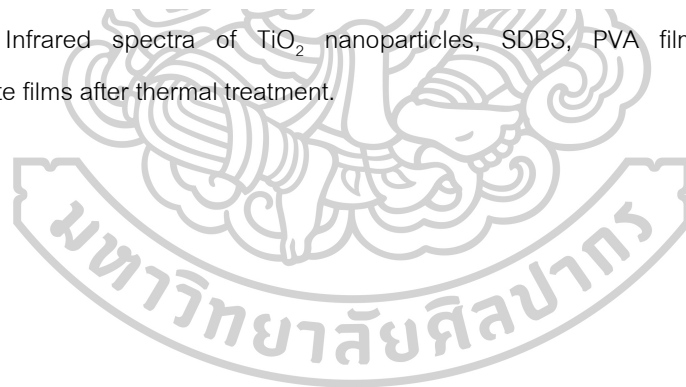 Infrared spectra of TiO2 nanoparticles, SDBS, PVA
te films after thermal treatment.
มหาวิทยาลัยศิลปากร